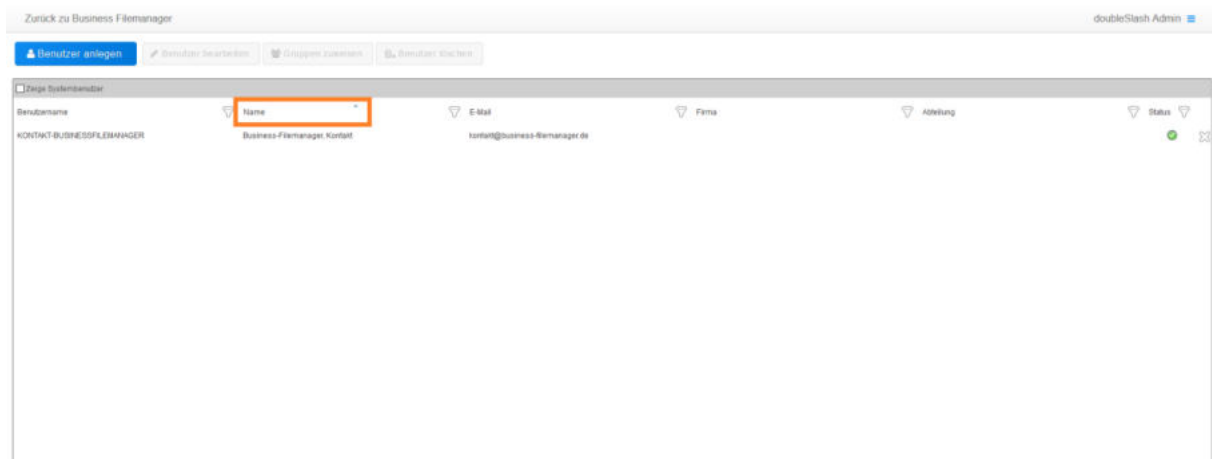 Zurück zu Business Filemanager
doubleSlash Admin
Benutzer anlegen
Benutzer bearbeiten
Gruppen zuweisen
Benutzer löschen
Zeige Systembenutzer
Benutzername
Name
E-Mail
Firma
Abteilung
Status
KONTAKT-BUSINESSFILEMANAGER
Business-Filemanager, Kontakt
kontakt@business-filemanager.de